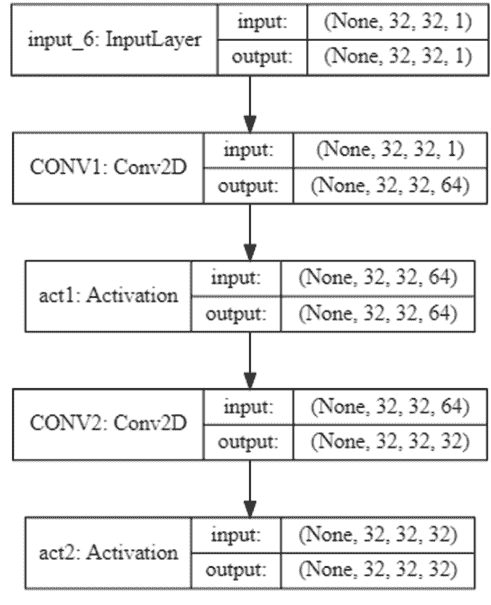 input_6: InputLayer
input: (None, 32, 32, 1)
output: (None, 32, 32, 1)
CONV1: Conv2D
input: (None, 32, 32, 1)
output: (None, 32, 32, 64)
act1: Activation
input: (None, 32, 32, 64)
output: (None, 32, 32, 64)
CONV2: Conv2D
input: (None, 32, 32, 64)
output: (None, 32, 32, 32)
act2: Activation
input: (None, 32, 32, 32)
output: (None, 32, 32, 32)